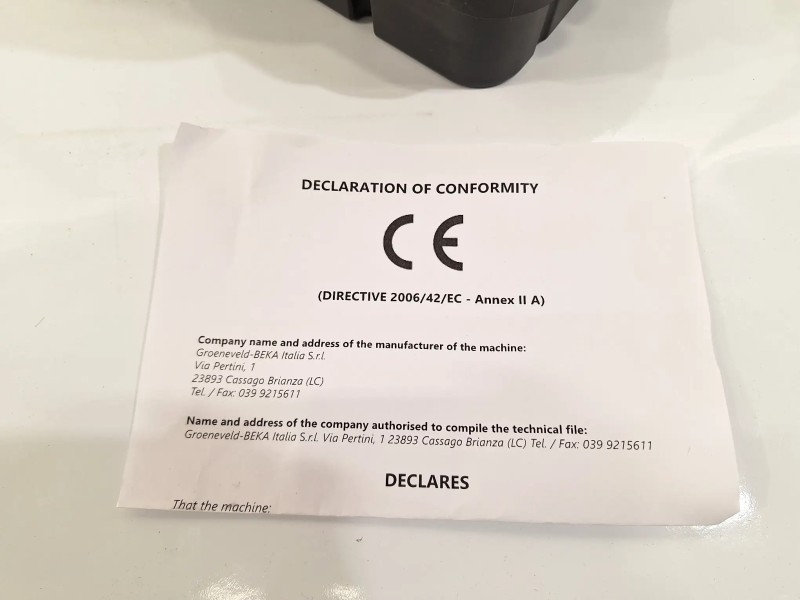 DECLARATION OF CONFORMITY
CE
(DIRECTIVE 2006/42/EC - Annex II A)
Company name and address of the manufacturer of the machine:
Groeneveld-BEKA Italia S.r.l.
Via Pertini, 1
23893 Cassago Brianza (LC)
Tel. / Fax: 039 9215611
Name and address of the company authorised to compile the technical file:
Groeneveld-BEKA Italia S.r.l. Via Pertini, 1 23893 Cassago Brianza (LC) Tel. / Fax: 039 9215611
DECLARES
That the machine: